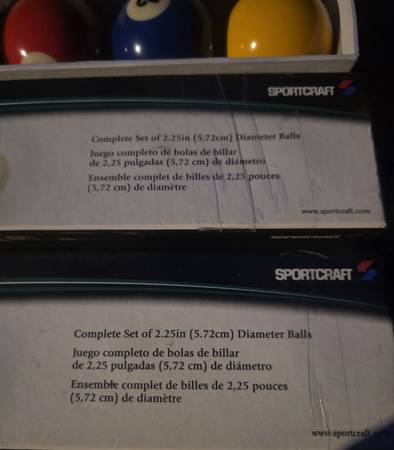 SPORTCRAFT
Complete Set of 2.25in (5.72cm) Diameter Balls
Juego completo de bolas de billar
de 2,25 pulgadas (5,72 cm) de diámetro
Ensemble complet de billes de 2,25 pouces
(5,72 cm) de diamètre
www.sportcraft.com
SPORTCRAFT
Complete Set of 2.25in (5.72cm) Diameter Balls
Juego completo de bolas de billar
de 2,25 pulgadas (5,72 cm) de diámetro
Ensemble complet de billes de 2,25 pouces
(5,72 cm) de diamètre